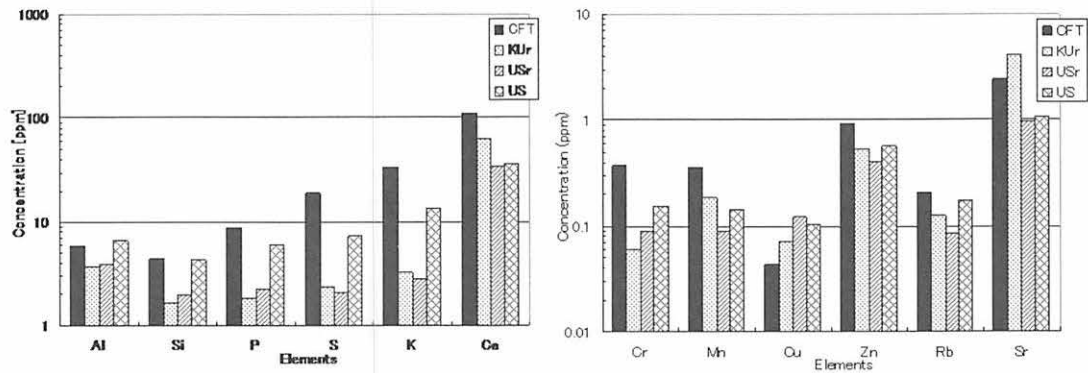 1000
100
10
1
Concentration [ppm]
CFT
KUr
USr
US
Al Si P S K Ca
Elements
10
1
0.1
0.01
Concentration (ppm)
CFT
KUr
USr
US
Cr Mn Cu Zn Rb Sr
Elements